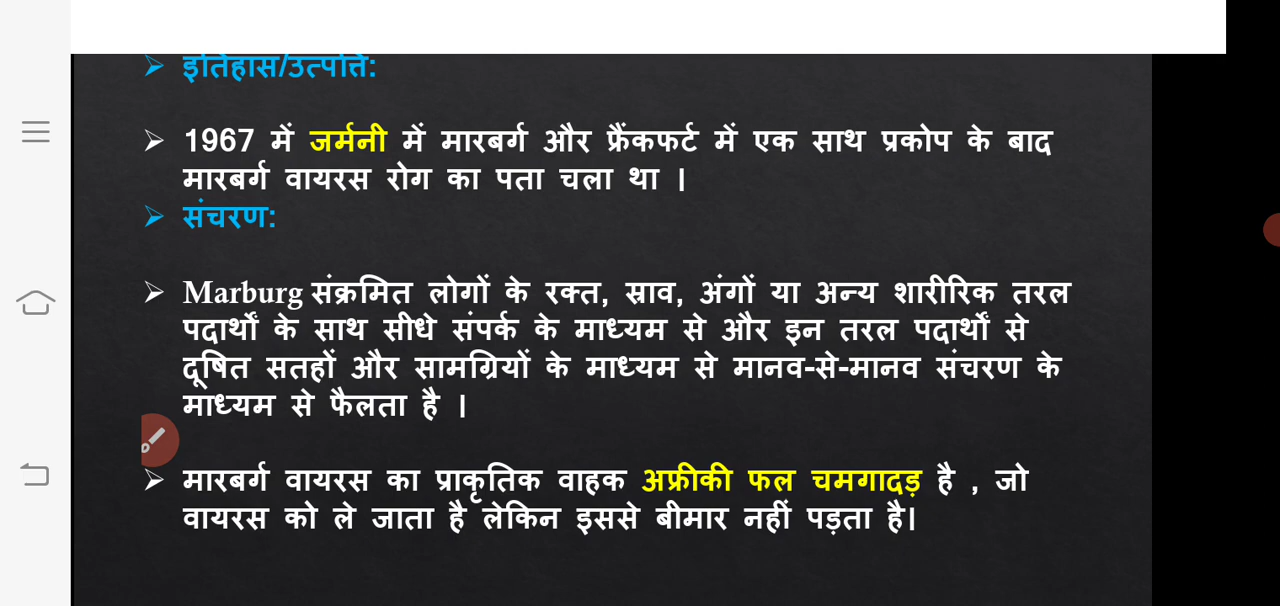 ➢ इतिहास/उत्पत्ति:
➢ 1967 में जर्मनी में मारबर्ग और फ्रैंकफर्ट में एक साथ प्रकोप के बाद
मारबर्ग वायरस रोग का पता चला था ।
➢ संचरण:
➢ Marburg संक्रमित लोगों के रक्त, स्राव, अंगों या अन्य शारीरिक तरल
पदार्थों के साथ सीधे संपर्क के माध्यम से और इन तरल पदार्थों से
दूषित सतहों और सामग्रियों के माध्यम से मानव-से-मानव संचरण के
माध्यम से फैलता है ।
➢ मारबर्ग वायरस का प्राकृतिक वाहक अफ्रीकी फल चमगादड़ है , जो
वायरस को ले जाता है लेकिन इससे बीमार नहीं पड़ता है।